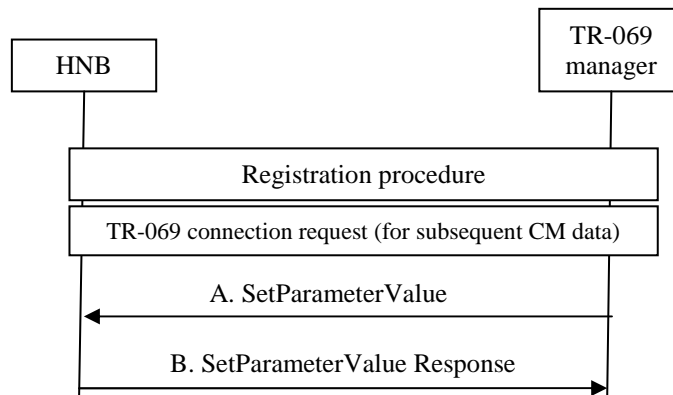 HNB
TR-069
manager
Registration procedure
TR-069 connection request (for subsequent CM data)
A. SetParameterValue
B. SetParameterValue Response